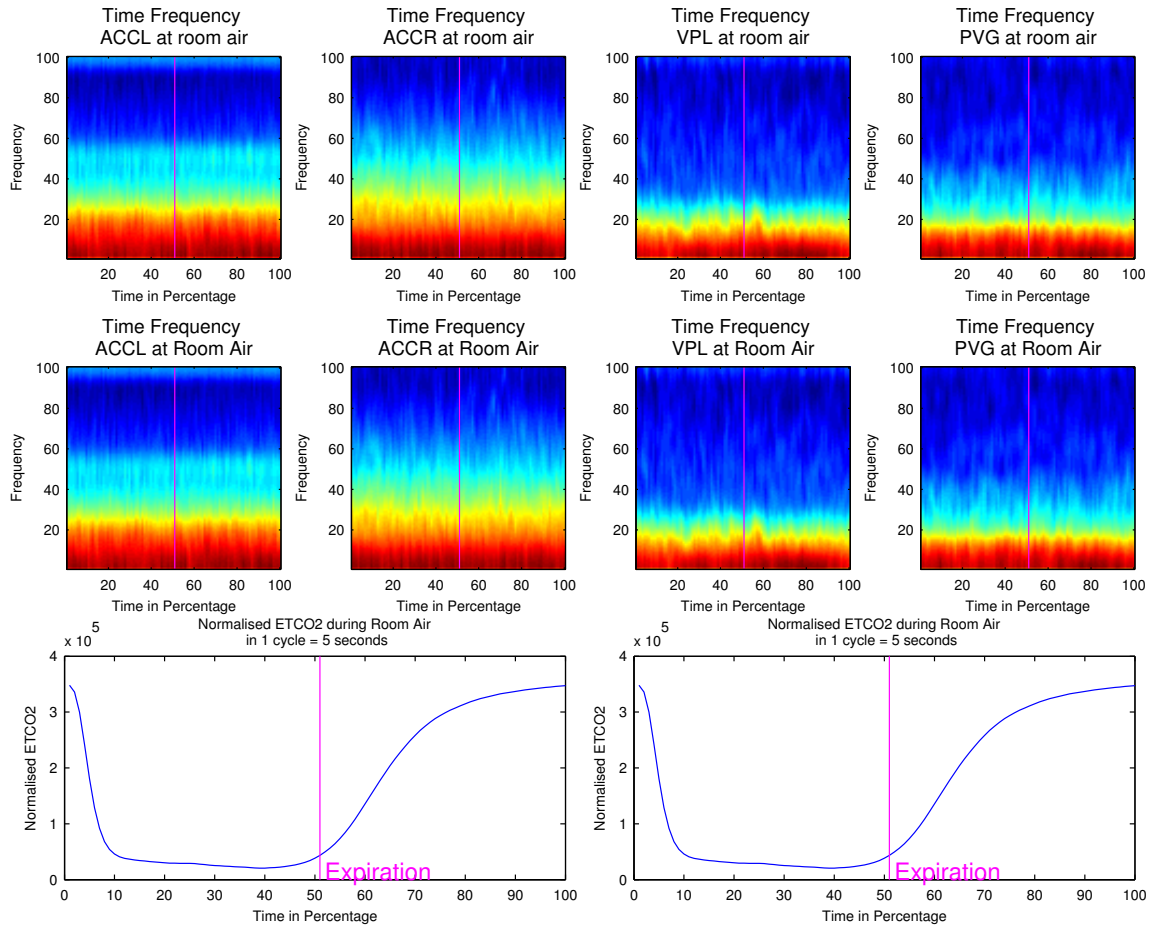 Time Frequency
ACCL at room air
Time Frequency
ACCR at room air
Time Frequency
VPL at room air
Time Frequency
PVG at room air
Frequency
100
80
60
40
20
20 40 60 80 100
Time in Percentage
Frequency
100
80
60
40
20
20 40 60 80 100
Time in Percentage
Frequency
100
80
60
40
20
20 40 60 80 100
Time in Percentage
Frequency
100
80
60
40
20
20 40 60 80 100
Time in Percentage
Time Frequency
ACCL at Room Air
Time Frequency
ACCR at Room Air
Time Frequency
VPL at Room Air
Time Frequency
PVG at Room Air
Frequency
100
80
60
40
20
20 40 60 80 100
Time in Percentage
Frequency
100
80
60
40
20
20 40 60 80 100
Time in Percentage
Frequency
100
80
60
40
20
20 40 60 80 100
Time in Percentage
Frequency
100
80
60
40
20
20 40 60 80 100
Time in Percentage
Normalised ETCO2 during Room Air
in 1 cycle = 5 seconds
x 10 5
Normalised ETCO2
4
3
2
1
0
Expiration
0 10 20 30 40 50 60 70 80 90 100
Time in Percentage
Normalised ETCO2 during Room Air
in 1 cycle = 5 seconds
x 10 5
Normalised ETCO2
4
3
2
1
0
Expiration
0 10 20 30 40 50 60 70 80 90 100
Time in Percentage